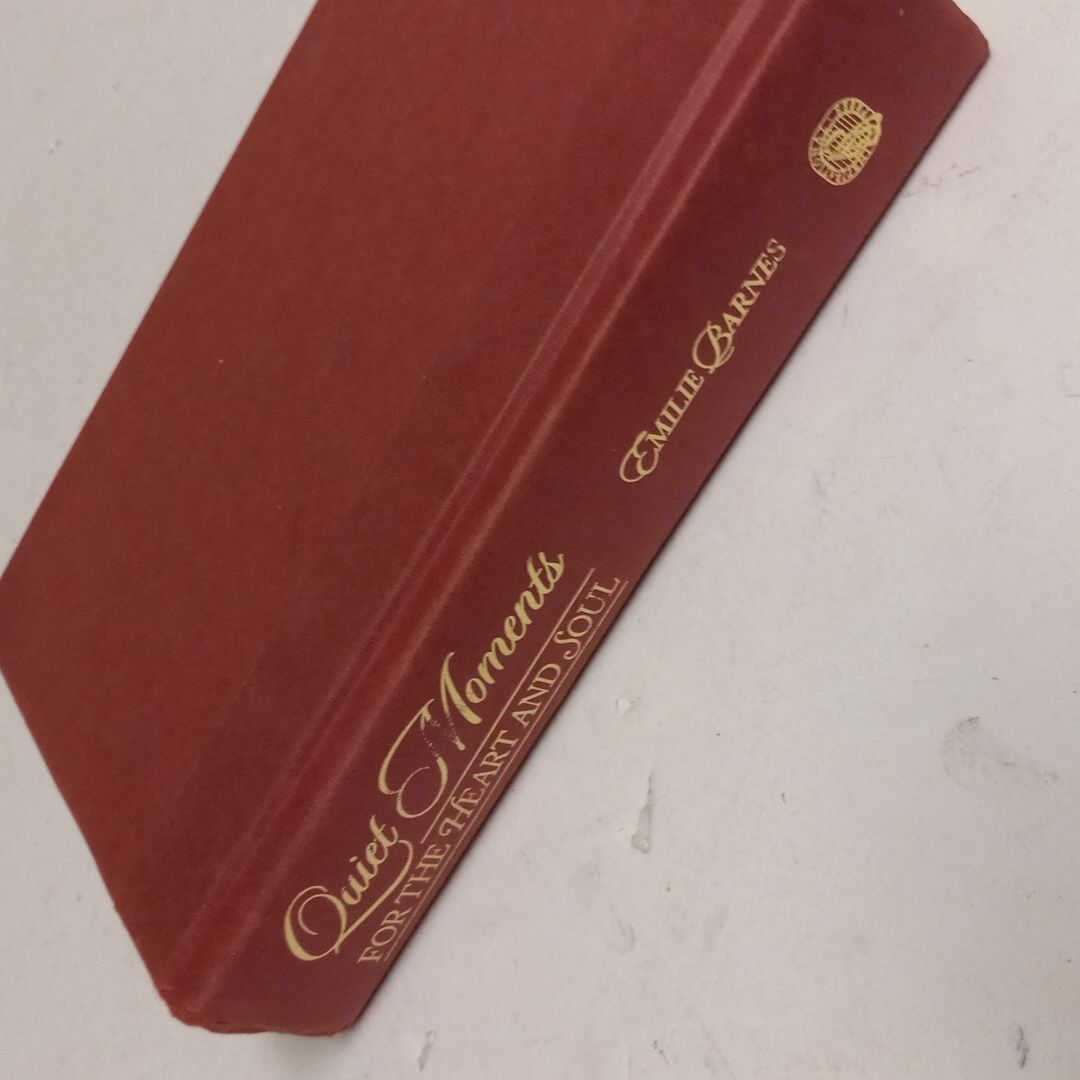 Quiet Moments
FOR THE HEART AND SOUL
EMILIE BARNES